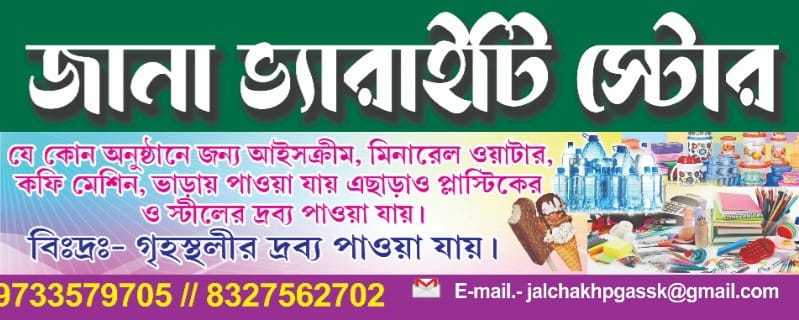 জানা ভ্যারাইটি স্টোর
যে কোন অনুষ্ঠানে জন্য আইসক্রীম, মিনারেল ওয়াটার,
কফি মেশিন, ভাড়ায় পাওয়া যায় এছাড়াও প্লাস্টিকের
ও স্টীলের দ্রব্য পাওয়া যায়।
বিঃদ্রঃ- গৃহস্থলীর দ্রব্য পাওয়া যায়।
9733579705 // 8327562702 E-mail.- jalchakhpgassk@gmail.com